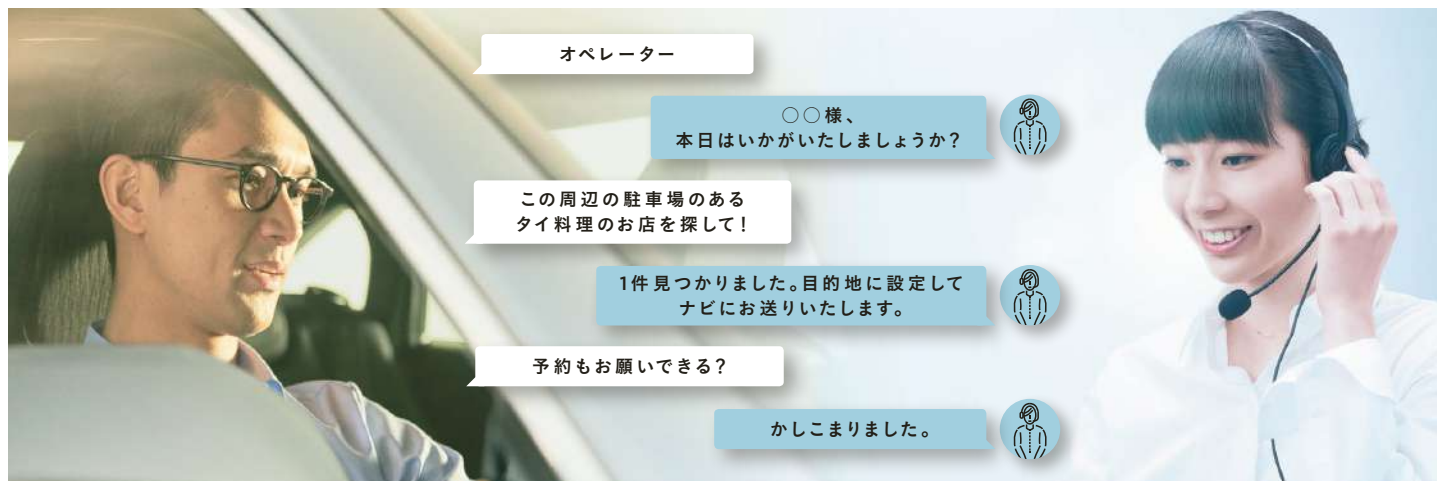 オペレーター
○○様、
本日はいかがいたしましょうか？
この周辺の駐車場のある
タイ料理のお店を探して！
1件見つかりました。目的地に設定して
ナビにお送りいたします。
予約もお願いできる？
かしこまりました。